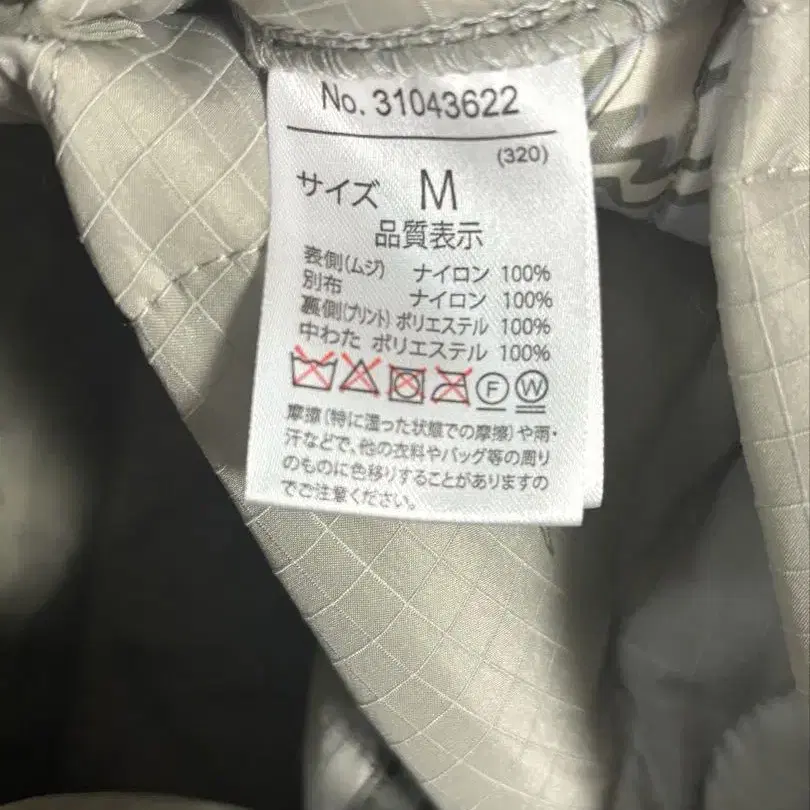 No. 31043622
(320)
サイズ M
品質表示
表側(ムジ) ナイロン 100%
別布 ナイロン 100%
裏側(プリント) ポリエステル 100%
中わた ポリエステル 100%
F W
摩擦(特に湿った状態での摩擦)や雨・
汗などで、他の衣料やバッグ等の周り
のものに色移りすることがありますの
でご注意ください。